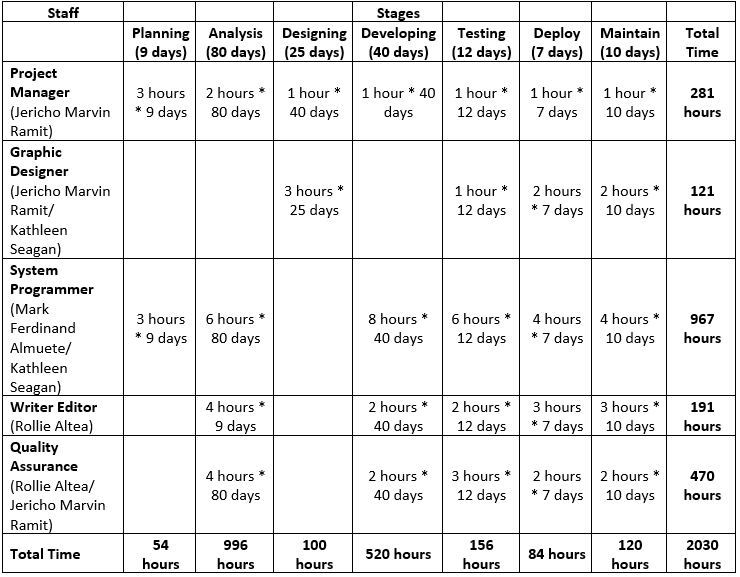 Staff Stages
Planning (9 days) Analysis (80 days) Designing (25 days) Developing (40 days) Testing (12 days) Deploy (7 days) Maintain (10 days) Total Time
Project Manager (Jericho Marvin Ramit) 3 hours * 9 days 2 hours * 80 days 1 hour * 40 days 1 hour * 40 days 1 hour * 12 days 1 hour * 7 days 1 hour * 10 days 281 hours
Graphic Designer (Jericho Marvin Ramit/ Kathleen Seagan) 3 hours * 25 days 1 hour * 12 days 2 hours * 7 days 2 hours * 10 days 121 hours
System Programmer (Mark Ferdinand Almuete/ Kathleen Seagan) 3 hours * 9 days 6 hours * 80 days 8 hours * 40 days 6 hours * 12 days 4 hours * 7 days 4 hours * 10 days 967 hours
Writer Editor (Rollie Altea) 4 hours * 9 days 2 hours * 40 days 2 hours * 12 days 3 hours * 7 days 3 hours * 10 days 191 hours
Quality Assurance (Rollie Altea/ Jericho Marvin Ramit) 4 hours * 80 days 2 hours * 40 days 3 hours * 12 days 2 hours * 7 days 2 hours * 10 days 470 hours
Total Time 54 hours 996 hours 100 hours 520 hours 156 hours 84 hours 120 hours 2030 hours